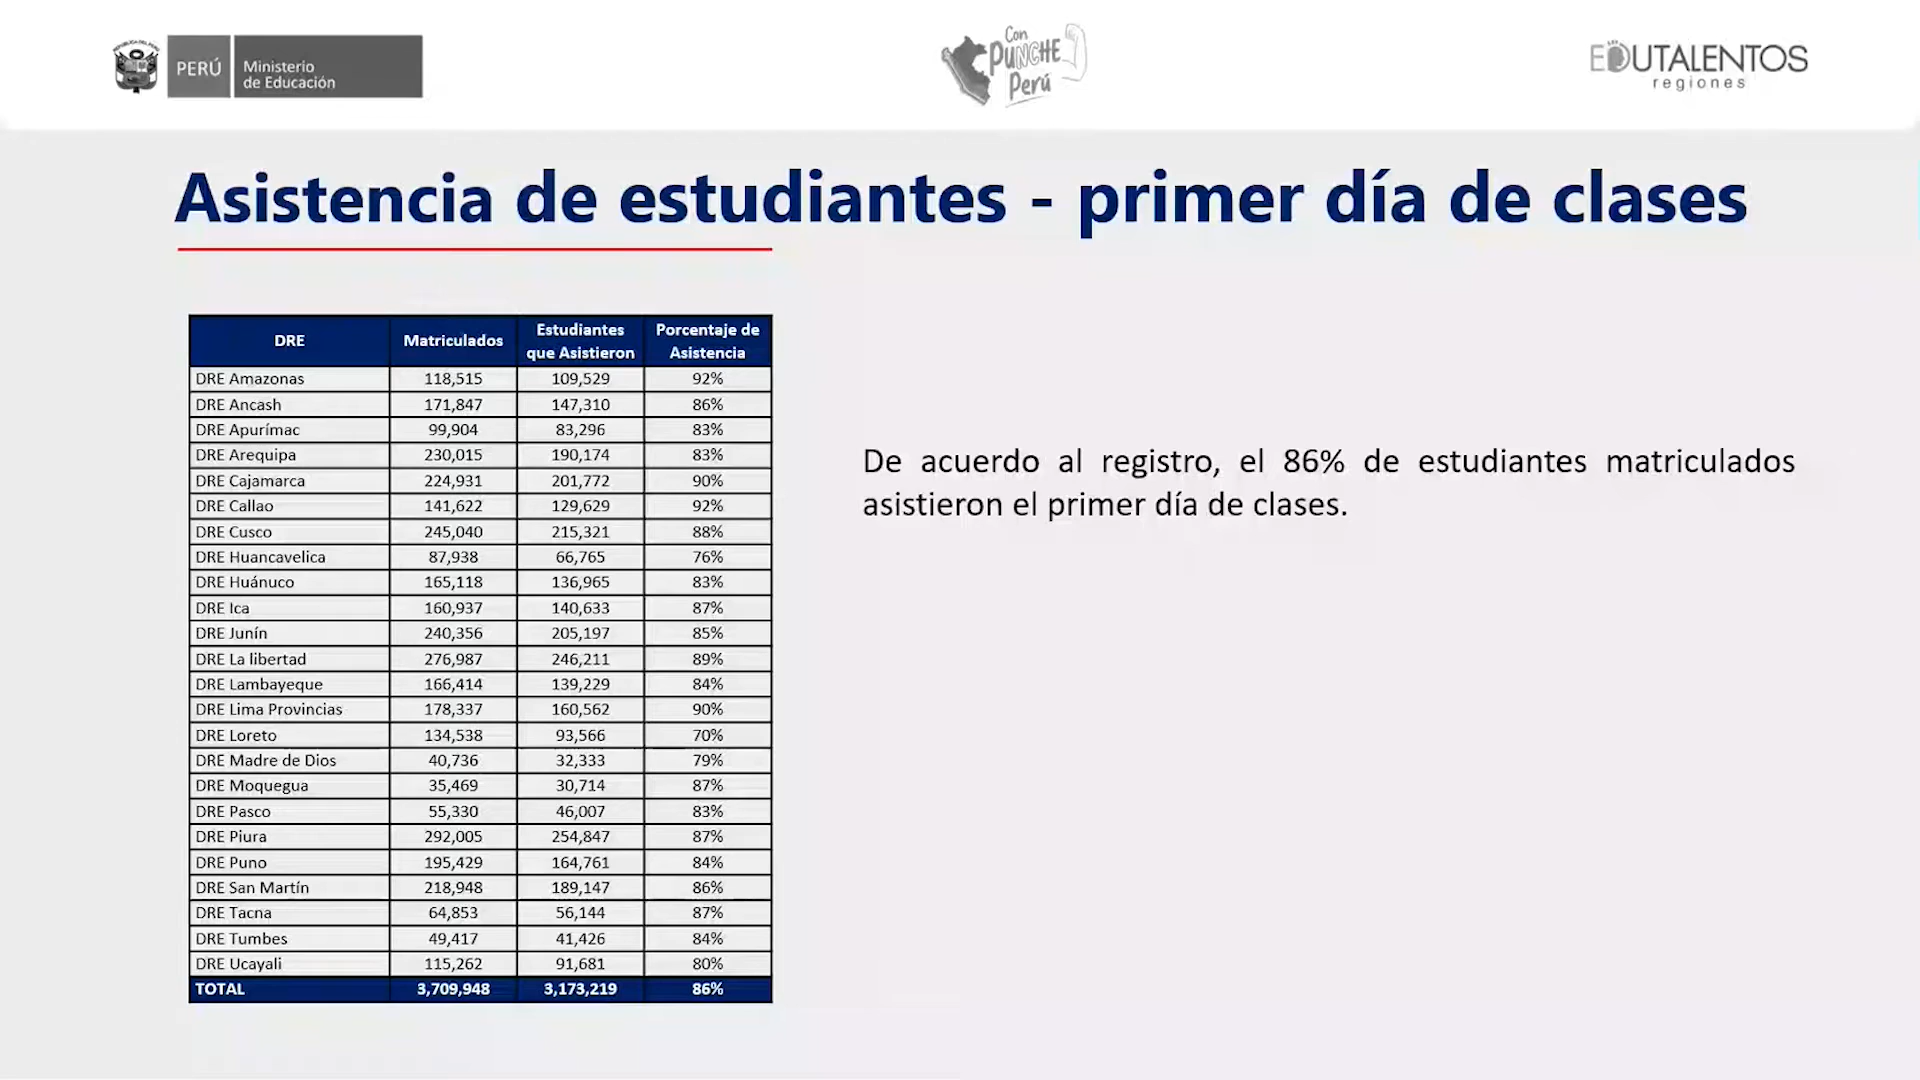 REPÚBLICA DEL PERÚ
PERÚ
Ministerio
de Educación
Con
PUNCHE
Perú
EDUTALENTOS
regiones
Asistencia de estudiantes - primer día de clases
DRE Matriculados Estudiantes que Asistieron Porcentaje de Asistencia
DRE Amazonas 118,515 109,529 92%
DRE Ancash 171,847 147,310 86%
DRE Apurímac 99,904 83,296 83%
DRE Arequipa 230,015 190,174 83%
DRE Cajamarca 224,931 201,772 90%
DRE Callao 141,622 129,629 92%
DRE Cusco 245,040 215,321 88%
DRE Huancavelica 87,938 66,765 76%
DRE Huánuco 165,118 136,965 83%
DRE Ica 160,937 140,633 87%
DRE Junín 240,356 205,197 85%
DRE La libertad 276,987 246,211 89%
DRE Lambayeque 166,414 139,229 84%
DRE Lima Provincias 178,337 160,562 90%
DRE Loreto 134,538 93,566 70%
DRE Madre de Dios 40,736 32,333 79%
DRE Moquegua 35,469 30,714 87%
DRE Pasco 55,330 46,007 83%
DRE Piura 292,005 254,847 87%
DRE Puno 195,429 164,761 84%
DRE San Martín 218,948 189,147 86%
DRE Tacna 64,853 56,144 87%
DRE Tumbes 49,417 41,426 84%
DRE Ucayali 115,262 91,681 80%
TOTAL 3,709,948 3,173,219 86%
De acuerdo al registro, el 86% de estudiantes matriculados
asistieron el primer día de clases.